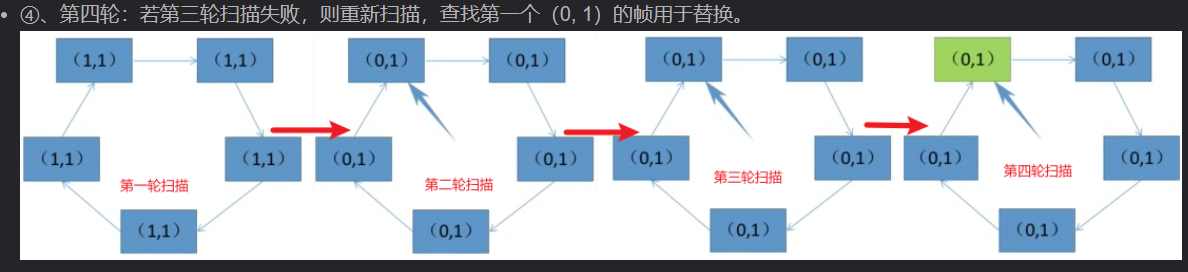 ④、第四轮：若第三轮扫描失败，则重新扫描，查找第一个（0, 1）的帧用于替换。
（1,1） （1,1） （0,1） （0,1） （0,1） （0,1） （0,1） （0,1）
（1,1） （1,1） （0,1） （0,1） （0,1） （0,1） （0,1） （0,1）
第一轮扫描 第二轮扫描 第三轮扫描 第四轮扫描
（1,1） （0,1） （0,1） （0,1）